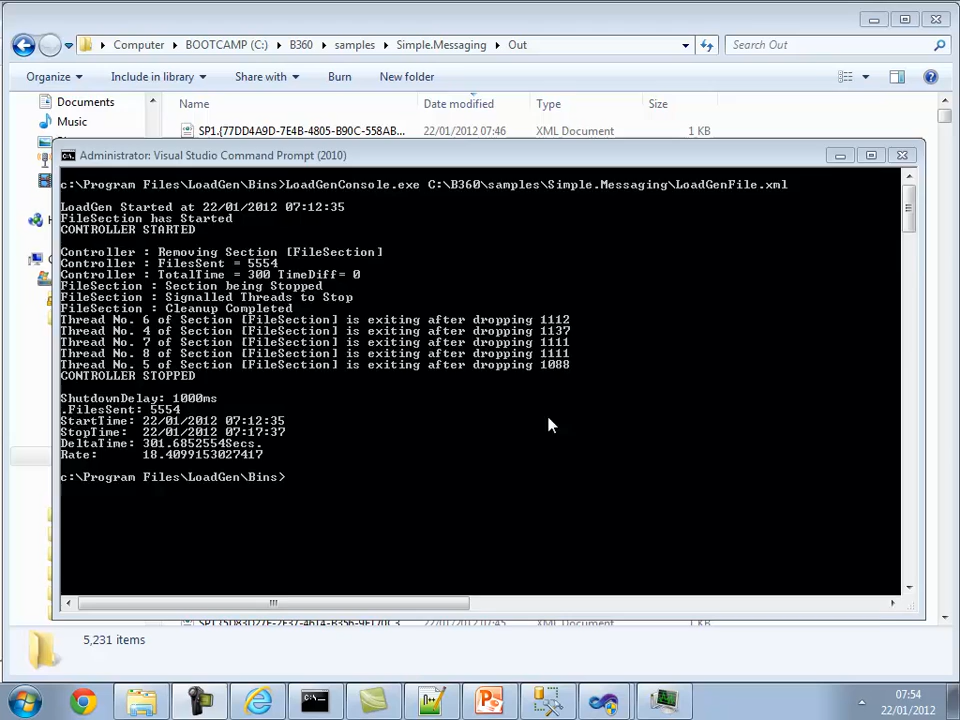 Computer ▸ BOOTCAMP (C:) ▸ B360 ▸ samples ▸ Simple.Messaging ▸ Out
Search Out
Organize Include in library Share with Burn New folder
Documents
Music
Name Date modified Type Size
SP1.{77DD4A9D-7E4B-4805-B90C-558AB... 22/01/2012 07:46 XML Document 1 KB
Administrator: Visual Studio Command Prompt (2010)
c:\Program Files\LoadGen\Bins>LoadGenConsole.exe C:\B360\samples\Simple.Messaging\LoadGenFile.xml
LoadGen Started at 22/01/2012 07:12:35
FileSection has Started
CONTROLLER STARTED
Controller : Removing Section [FileSection]
Controller : FilesSent = 5554
Controller : TotalTime = 300 TimeDiff= 0
FileSection : Section being Stopped
FileSection : Signalled Threads to Stop
FileSection : Cleanup Completed
Thread No. 6 of Section [FileSection] is exiting after dropping 1112
Thread No. 4 of Section [FileSection] is exiting after dropping 1137
Thread No. 7 of Section [FileSection] is exiting after dropping 1111
Thread No. 8 of Section [FileSection] is exiting after dropping 1111
Thread No. 5 of Section [FileSection] is exiting after dropping 1088
CONTROLLER STOPPED
ShutdownDelay: 1000ms
.FilesSent: 5554
StartTime: 22/01/2012 07:12:35
StopTime: 22/01/2012 07:17:37
DeltaTime: 301.6852554Secs.
Rate: 18.4099153027417
c:\Program Files\LoadGen\Bins>
5,231 items
07:54
22/01/2012